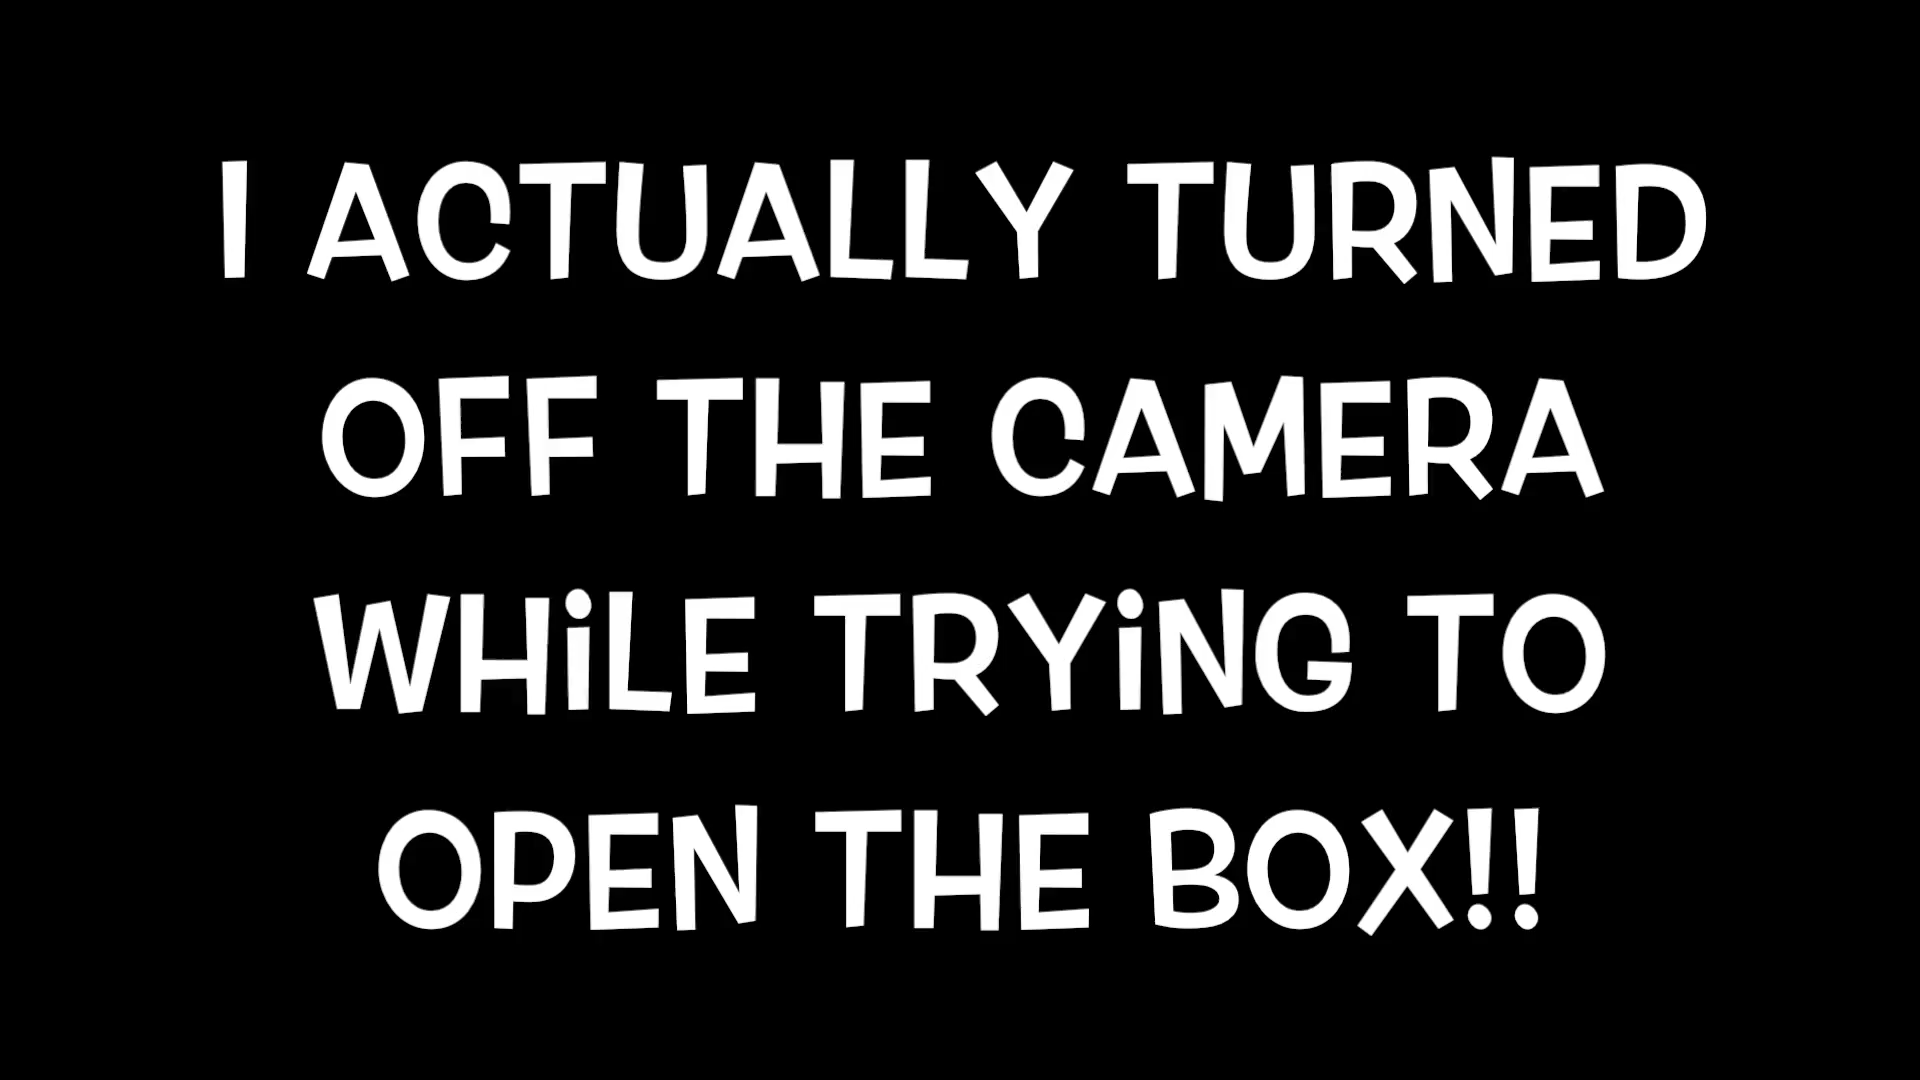 I ACTUALLY TURNED
OFF THE CAMERA
WHiLE TRYiNG TO
OPEN THE BOX!!